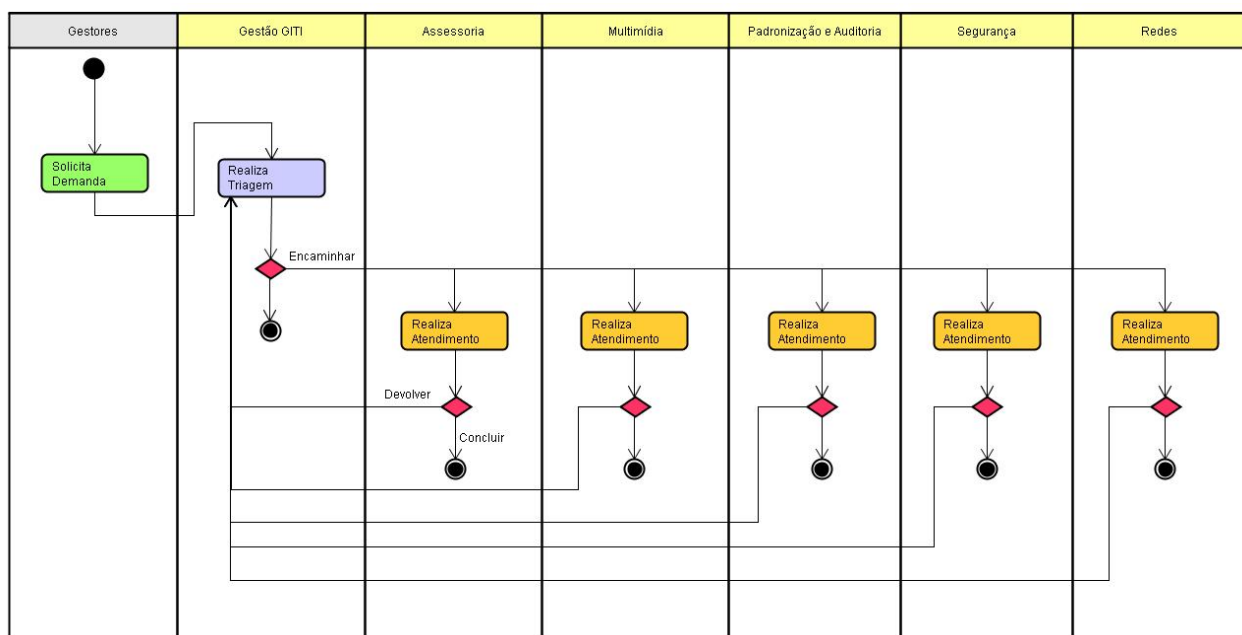 Gestores
Gestão GITI
Assessoria
Multimídia
Padronização e Auditoria
Segurança
Redes
Solicita
Demanda
Realiza
Triagem
Encaminhar
Realiza
Atendimento
Realiza
Atendimento
Realiza
Atendimento
Realiza
Atendimento
Realiza
Atendimento
Devolver
Concluir